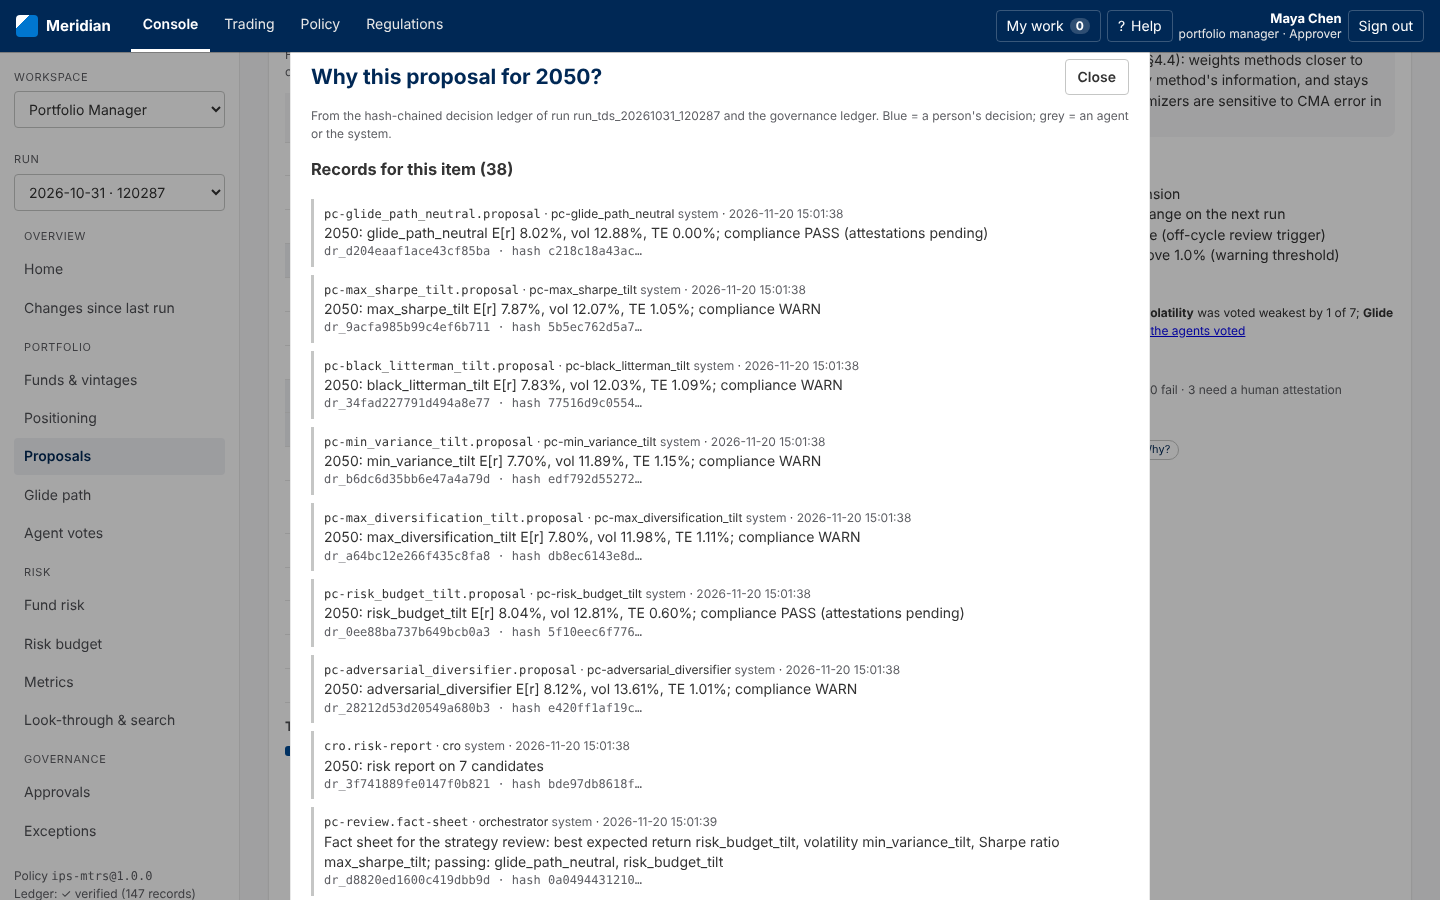 Meridian
Console
Trading
Policy
Regulations
My work 0
? Help
Maya Chen
portfolio manager · Approver
Sign out
WORKSPACE
Portfolio Manager
RUN
2026-10-31 · 120287
OVERVIEW
Home
Changes since last run
PORTFOLIO
Funds & vintages
Positioning
Proposals
Glide path
Agent votes
RISK
Fund risk
Risk budget
Metrics
Look-through & search
GOVERNANCE
Approvals
Exceptions
Policy ips-mtrs@1.0.0
Ledger: ✓ verified (147 records)
Why this proposal for 2050?
Close
From the hash-chained decision ledger of run run_tds_20261031_120287 and the governance ledger. Blue = a person's decision; grey = an agent
or the system.
Records for this item (38)
pc-glide_path_neutral.proposal · pc-glide_path_neutral system · 2026-11-20 15:01:38
2050: glide_path_neutral E[r] 8.02%, vol 12.88%, TE 0.00%; compliance PASS (attestations pending)
dr_d204eaaf1ace43cf85ba · hash c218c18a43ac…
pc-max_sharpe_tilt.proposal · pc-max_sharpe_tilt system · 2026-11-20 15:01:38
2050: max_sharpe_tilt E[r] 7.87%, vol 12.07%, TE 1.05%; compliance WARN
dr_9acfa985b99c4ef6b711 · hash 5b5ec762d5a7…
pc-black_litterman_tilt.proposal · pc-black_litterman_tilt system · 2026-11-20 15:01:38
2050: black_litterman_tilt E[r] 7.83%, vol 12.03%, TE 1.09%; compliance WARN
dr_34fad227791d494a8e77 · hash 77516d9c0554…
pc-min_variance_tilt.proposal · pc-min_variance_tilt system · 2026-11-20 15:01:38
2050: min_variance_tilt E[r] 7.70%, vol 11.89%, TE 1.15%; compliance WARN
dr_b6dc6d35bb6e47a4a79d · hash edf792d55272…
pc-max_diversification_tilt.proposal · pc-max_diversification_tilt system · 2026-11-20 15:01:38
2050: max_diversification_tilt E[r] 7.80%, vol 11.98%, TE 1.11%; compliance WARN
dr_a64bc12e266f435c8fa8 · hash db8ec6143e8d…
pc-risk_budget_tilt.proposal · pc-risk_budget_tilt system · 2026-11-20 15:01:38
2050: risk_budget_tilt E[r] 8.04%, vol 12.81%, TE 0.60%; compliance PASS (attestations pending)
dr_0ee88ba737b649bcb0a3 · hash 5f10eec6f776…
pc-adversarial_diversifier.proposal · pc-adversarial_diversifier system · 2026-11-20 15:01:38
2050: adversarial_diversifier E[r] 8.12%, vol 13.61%, TE 1.01%; compliance WARN
dr_28212d53d20549a680b3 · hash e420ff1af19c…
cro.risk-report · cro system · 2026-11-20 15:01:38
2050: risk report on 7 candidates
dr_3f741889fe0147f0b821 · hash bde97db8618f…
pc-review.fact-sheet · orchestrator system · 2026-11-20 15:01:39
Fact sheet for the strategy review: best expected return risk_budget_tilt, volatility min_variance_tilt, Sharpe ratio
max_sharpe_tilt; passing: glide_path_neutral, risk_budget_tilt
dr_d8820ed1600c419dbb9d · hash 0a0494431210…
§4.4): weights methods closer to
method's information, and stays
mizers are sensitive to CMA error in
ange on the next run
e (off-cycle review trigger)
ove 1.0% (warning threshold)
olatility was voted weakest by 1 of 7; Glide
the agents voted
0 fail · 3 need a human attestation
Why?